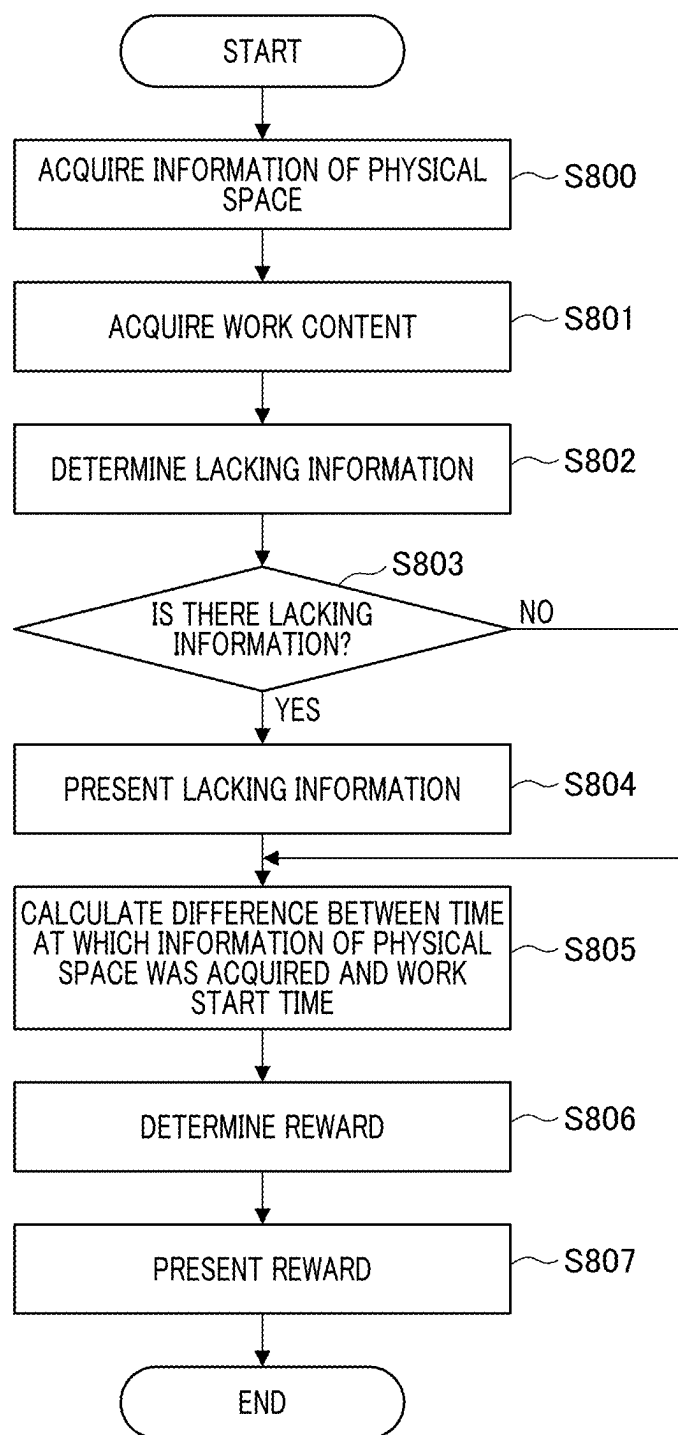 START
ACQUIRE INFORMATION OF PHYSICAL
SPACE
S800
ACQUIRE WORK CONTENT
S801
DETERMINE LACKING INFORMATION
S802
S803
IS THERE LACKING
INFORMATION?
NO
YES
PRESENT LACKING INFORMATION
S804
CALCULATE DIFFERENCE BETWEEN TIME
AT WHICH INFORMATION OF PHYSICAL
SPACE WAS ACQUIRED AND WORK
START TIME
S805
DETERMINE REWARD
S806
PRESENT REWARD
S807
END